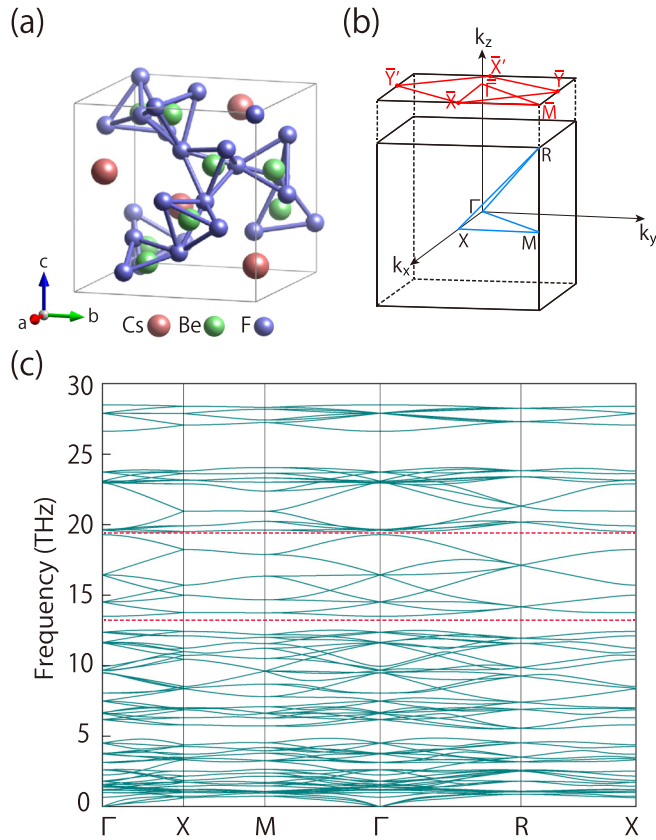 (a)
c
a
b
Cs
Be
F
(b)
k_z
Ȳ'
X̄'
Γ̄
Ȳ
X̄
M̄
R
Γ
X
M
k_y
k_x
(c)
Frequency (THz)
30
25
20
15
10
5
0
Γ X M Γ R X